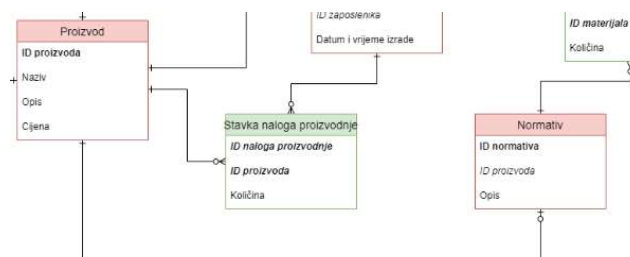 Proizvod
ID proizvoda
Naziv
Opis
Cijena
ID zaposlenika
Datum i vrijeme izrade
Stavka naloga proizvodnje
ID naloga proizvodnje
ID proizvoda
Količina
ID materijala
Količina
Normativ
ID normativa
ID proizvoda
Opis